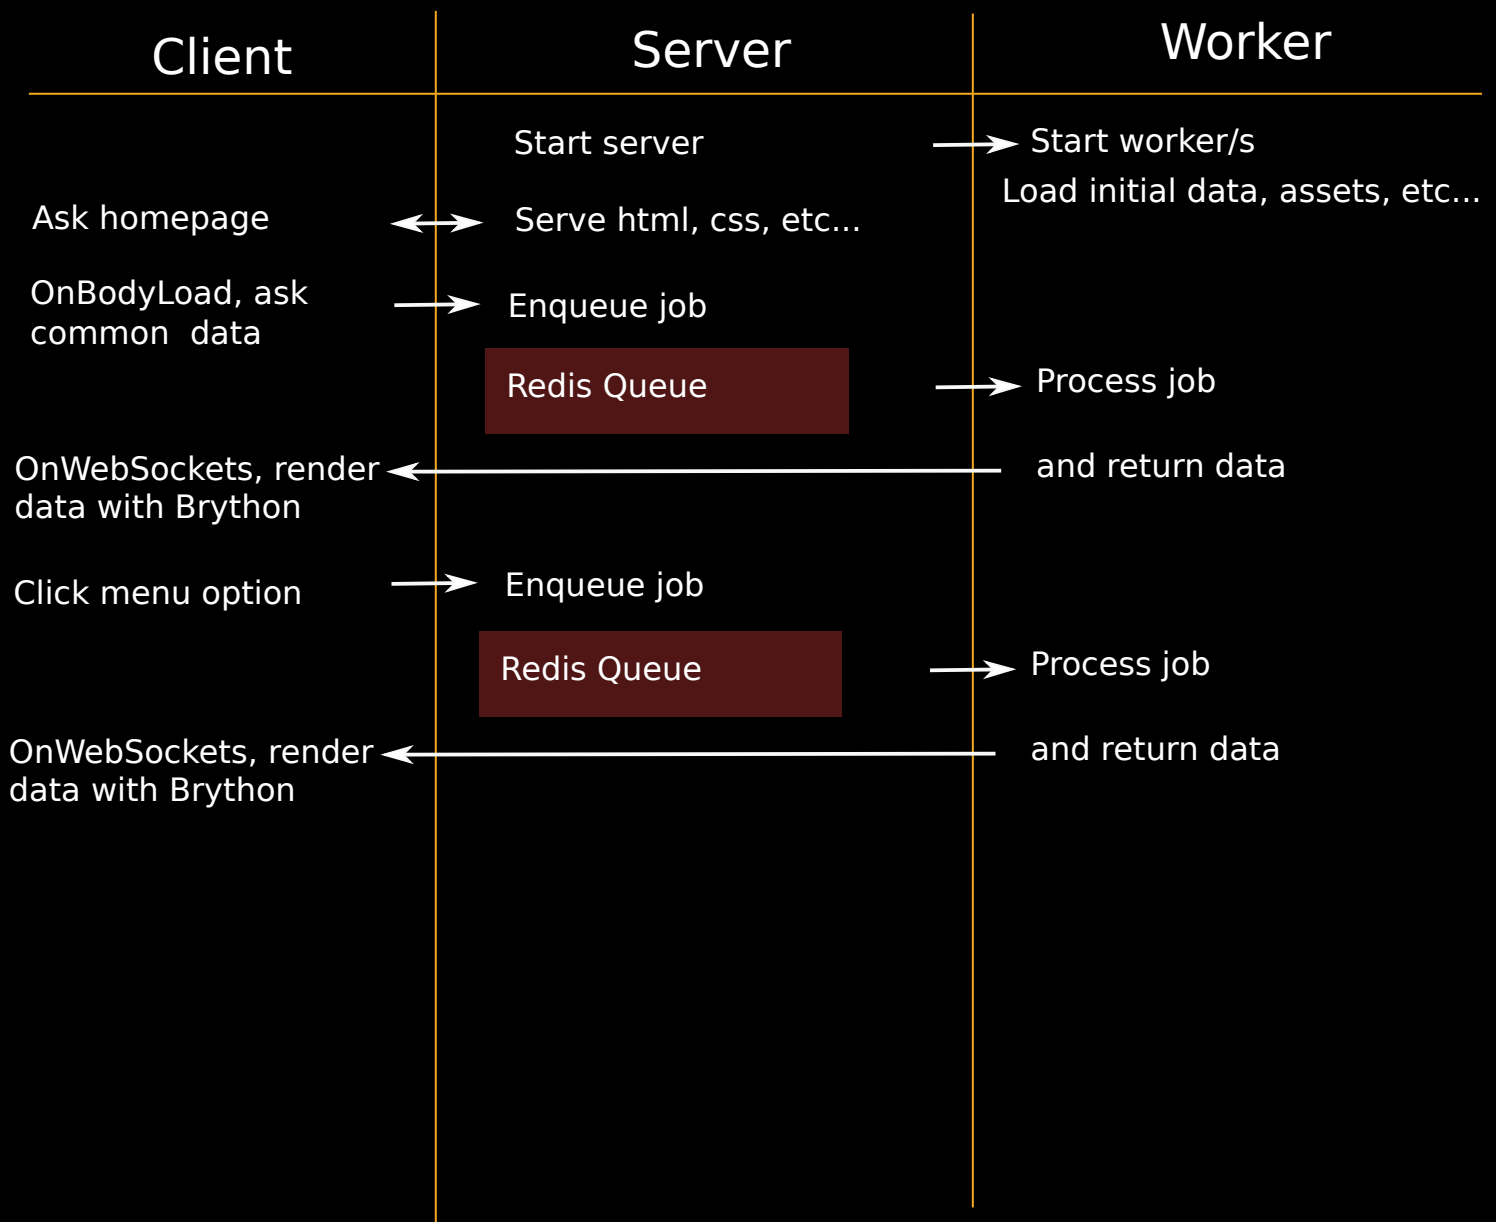 Client
Server
Worker
Start server
Start worker/s
Load initial data, assets, etc...
Ask homepage
Serve html, css, etc...
OnBodyLoad, ask
common  data
Enqueue job
Redis Queue
Process job
OnWebSockets, render
data with Brython
and return data
Click menu option
Enqueue job
Redis Queue
Process job
OnWebSockets, render
data with Brython
and return data